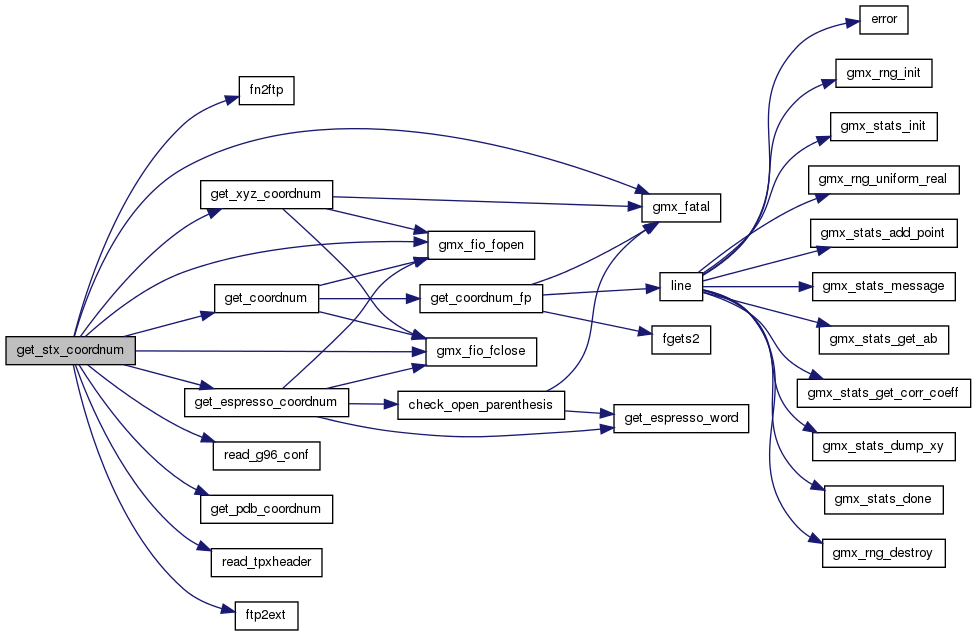 error
gmx_rng_init
fn2ftp
gmx_stats_init
gmx_rng_uniform_real
get_xyz_coordnum
gmx_fatal
gmx_stats_add_point
gmx_fio_fopen
line
gmx_stats_message
get_coordnum
get_coordnum_fp
fgets2
gmx_stats_get_ab
get_stx_coordnum
gmx_fio_fclose
gmx_stats_get_corr_coeff
get_espresso_coordnum
check_open_parenthesis
get_espresso_word
gmx_stats_dump_xy
read_g96_conf
gmx_stats_done
get_pdb_coordnum
gmx_rng_destroy
read_tpxheader
ftp2ext